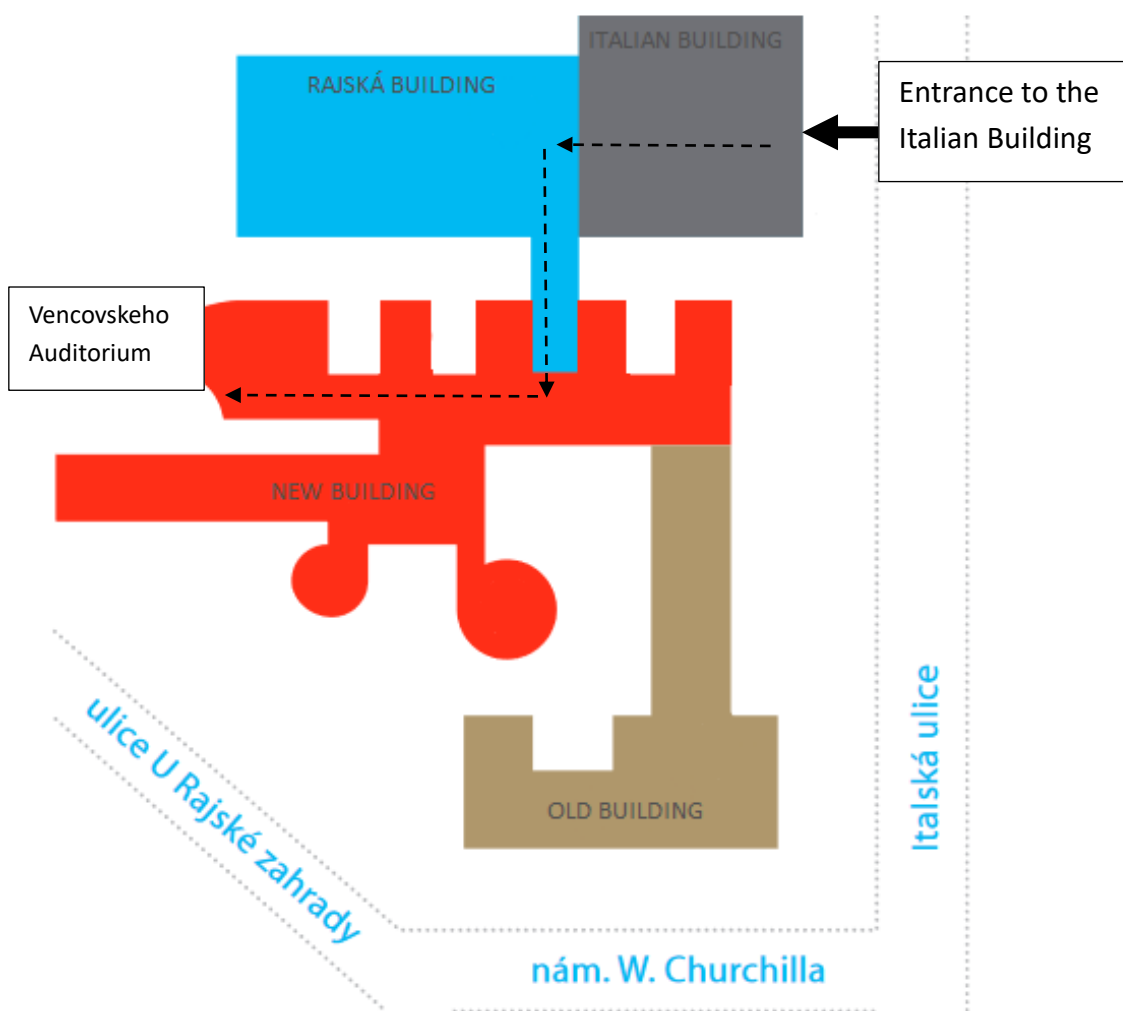 ITALIAN BUILDING
RAJSKÁ BUILDING
Entrance to the
Italian Building
Vencovskeho
Auditorium
NEW BUILDING
OLD BUILDING
Italská ulice
ulice U Rajské zahrady
nám. W. Churchilla